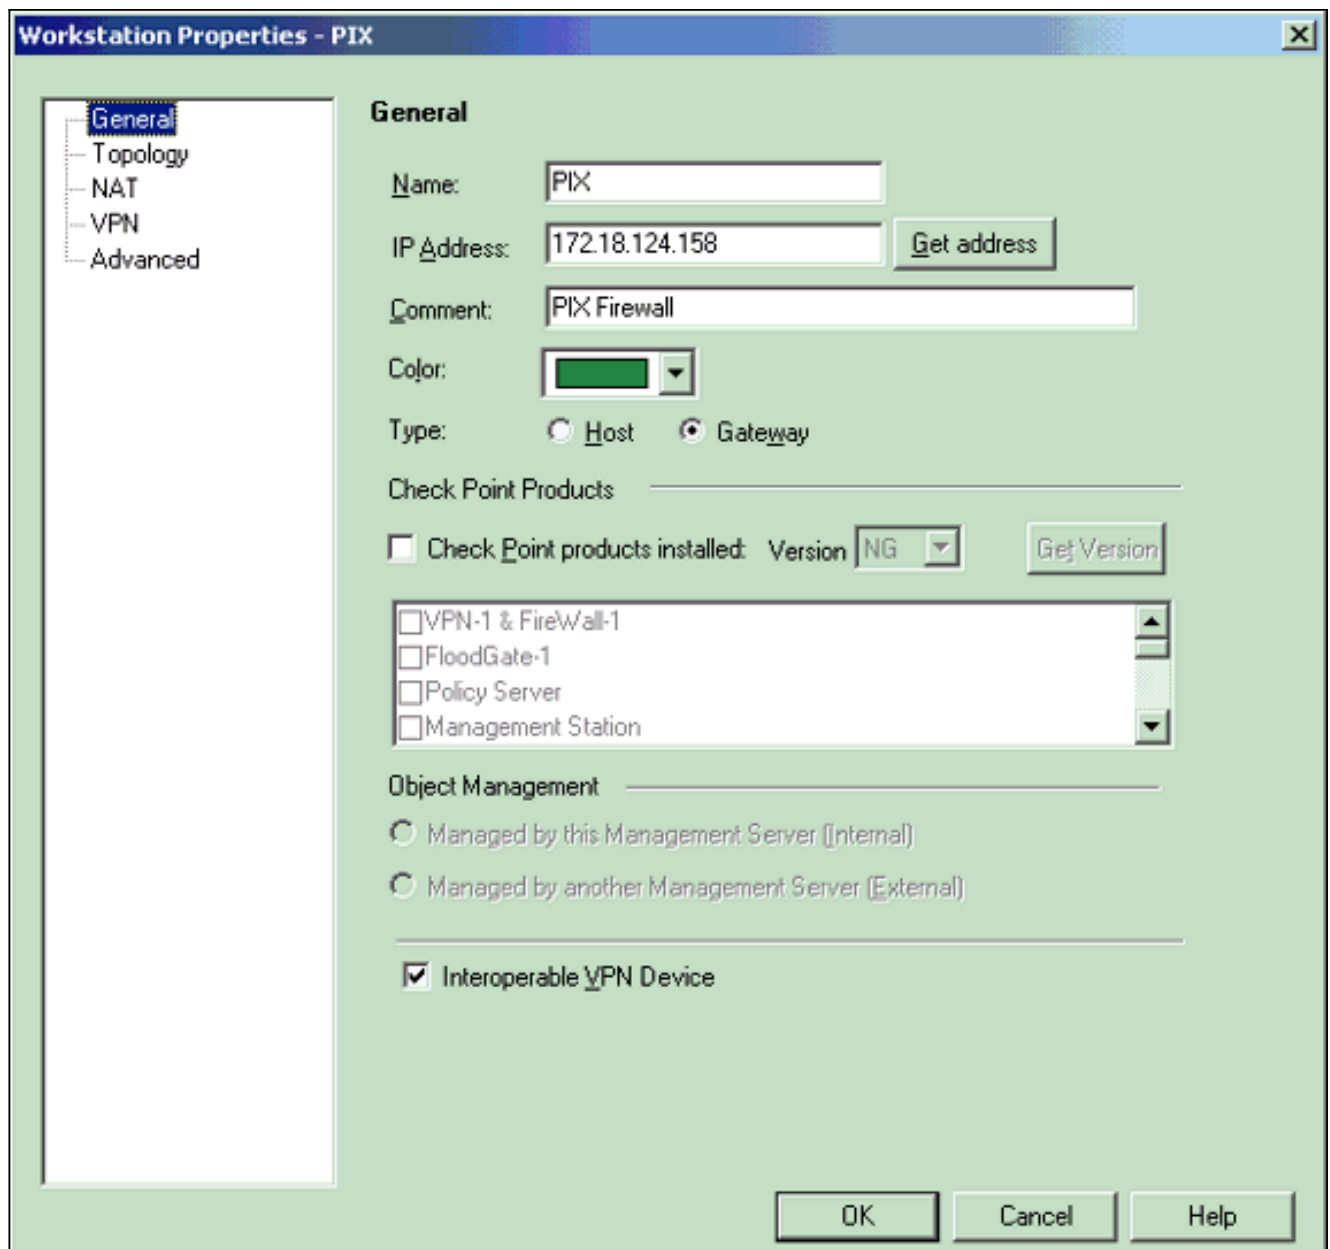 Workstation Properties - PIX
General
Topology
NAT
VPN
Advanced
General
Name: PIX
IP Address: 172.18.124.158 Get address
Comment: PIX Firewall
Color:
Type: Host Gateway
Check Point Products
Check Point products installed: Version NG Get Version
VPN-1 & FireWall-1
FloodGate-1
Policy Server
Management Station
Object Management
Managed by this Management Server (Internal)
Managed by another Management Server (External)
Interoperable VPN Device
OK Cancel Help